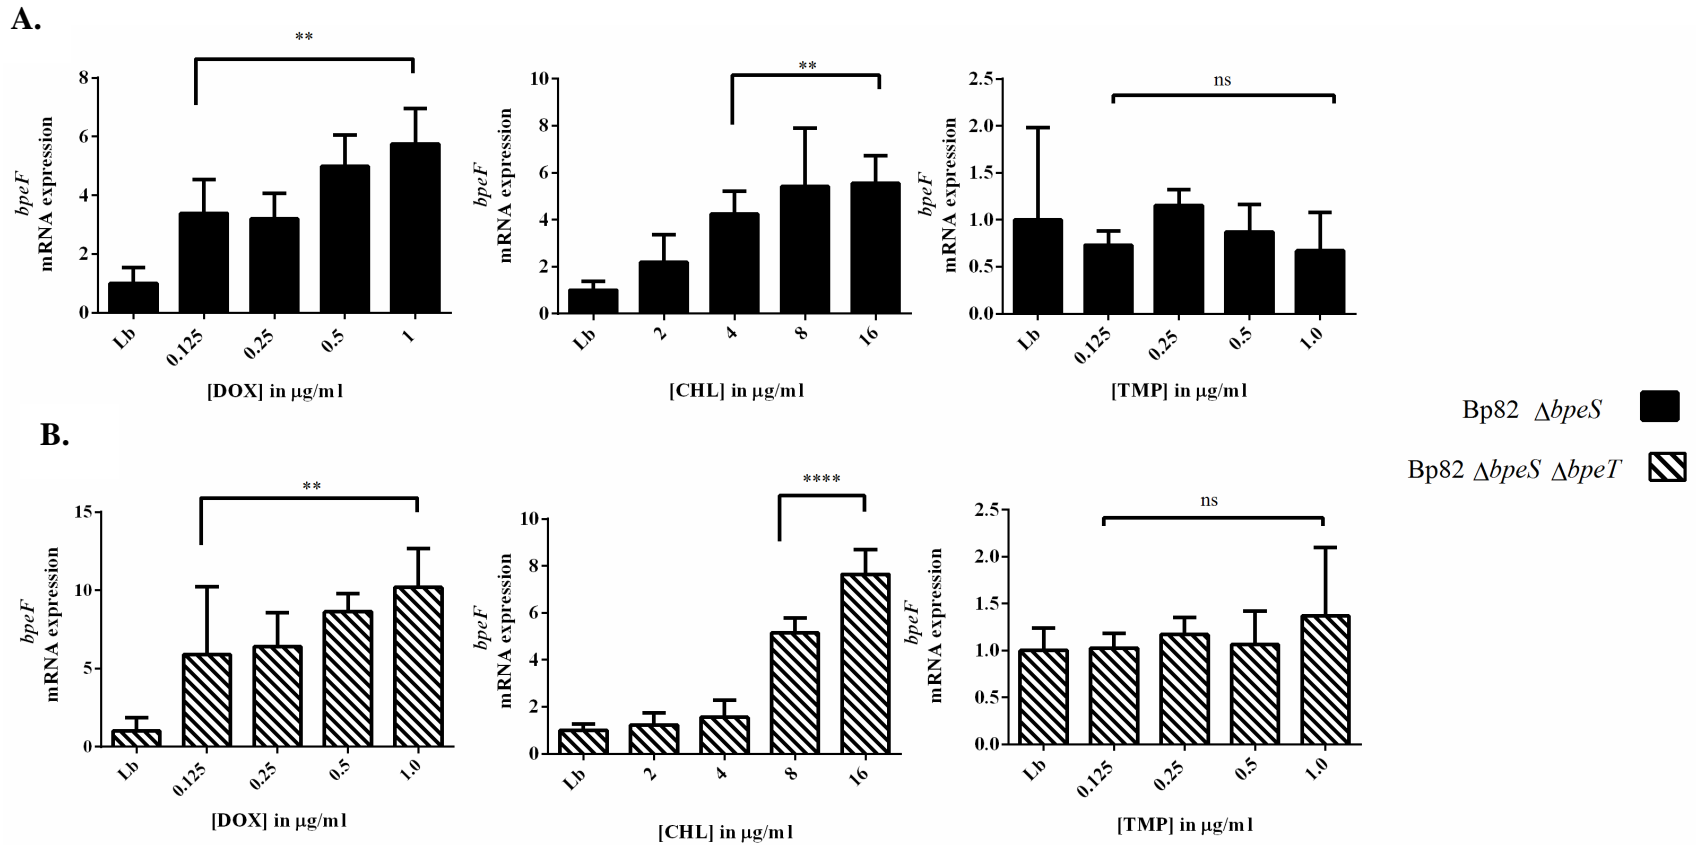 A.
**
8
6
4
2
0
bpeF
mRNA expression
Lb
0.125
0.25
0.5
1
[DOX] in µg/ml
**
10
8
6
4
2
0
bpeF
mRNA expression
Lb
2
4
8
16
[CHL] in µg/ml
ns
2.5
2.0
1.5
1.0
0.5
0.0
bpeF
mRNA expression
Lb
0.125
0.25
0.5
1.0
[TMP] in µg/ml
Bp82 ΔbpeS
Bp82 ΔbpeS ΔbpeT
B.
**
15
10
5
0
bpeF
mRNA expression
Lb
0.125
0.25
0.5
1.0
[DOX] in µg/ml
****
10
8
6
4
2
0
bpeF
mRNA expression
Lb
2
4
8
16
[CHL] in µg/ml
ns
2.5
2.0
1.5
1.0
0.5
0.0
bpeF
mRNA expression
Lb
0.125
0.25
0.5
1.0
[TMP] in µg/ml